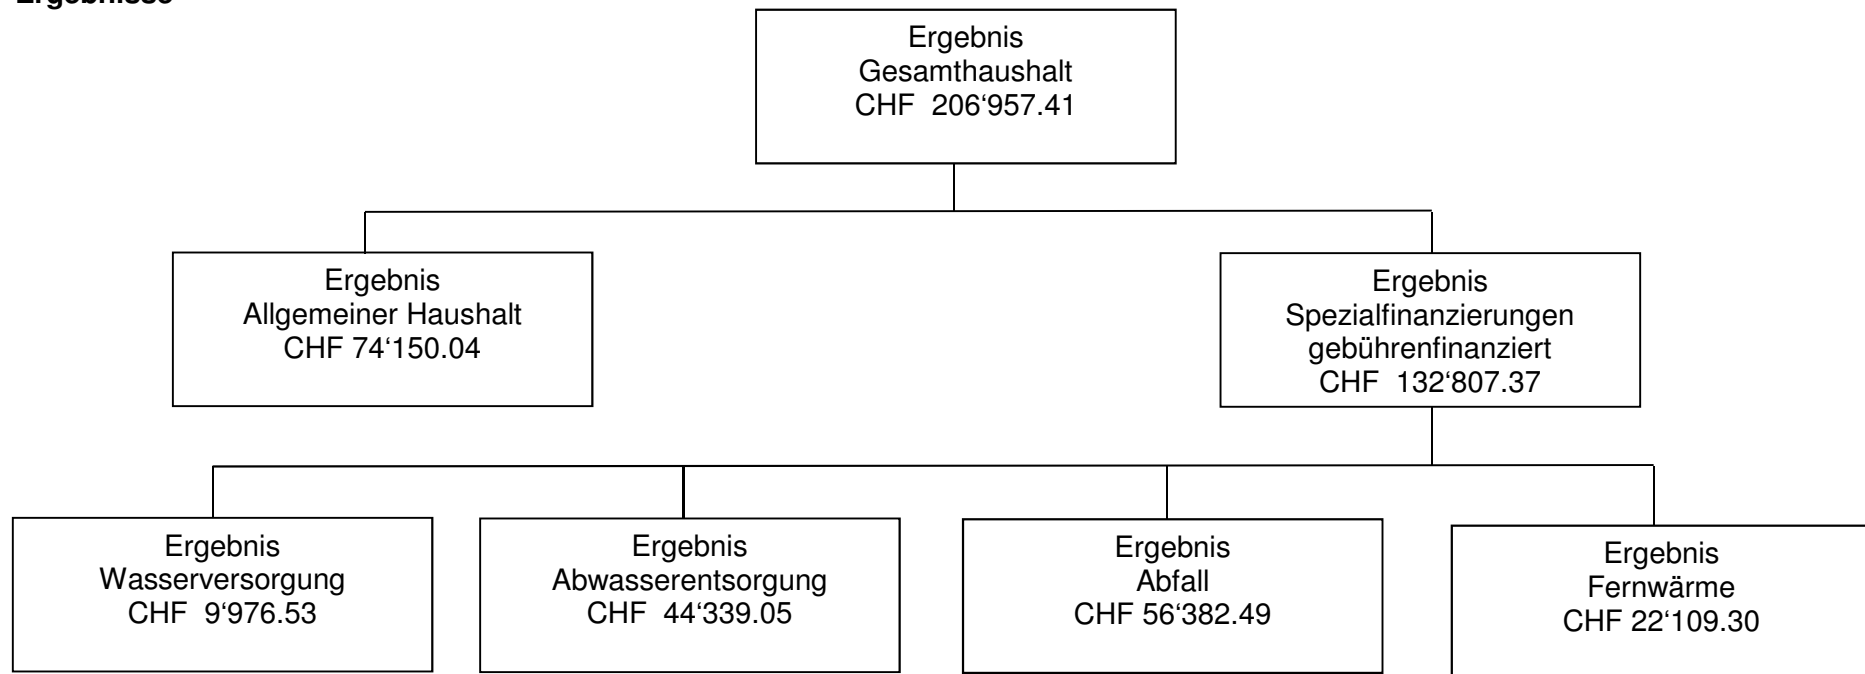 Ergebnisse
Ergebnis
Gesamthaushalt
CHF  206‘957.41
Ergebnis
Allgemeiner Haushalt
CHF 74‘150.04
Ergebnis
Spezialfinanzierungen
gebührenfinanziert
CHF  132‘807.37
Ergebnis
Wasserversorgung
CHF  9‘976.53
Ergebnis
Abwasserentsorgung
CHF  44‘339.05
Ergebnis
Abfall
CHF 56‘382.49
Ergebnis
Fernwärme
CHF 22‘109.30